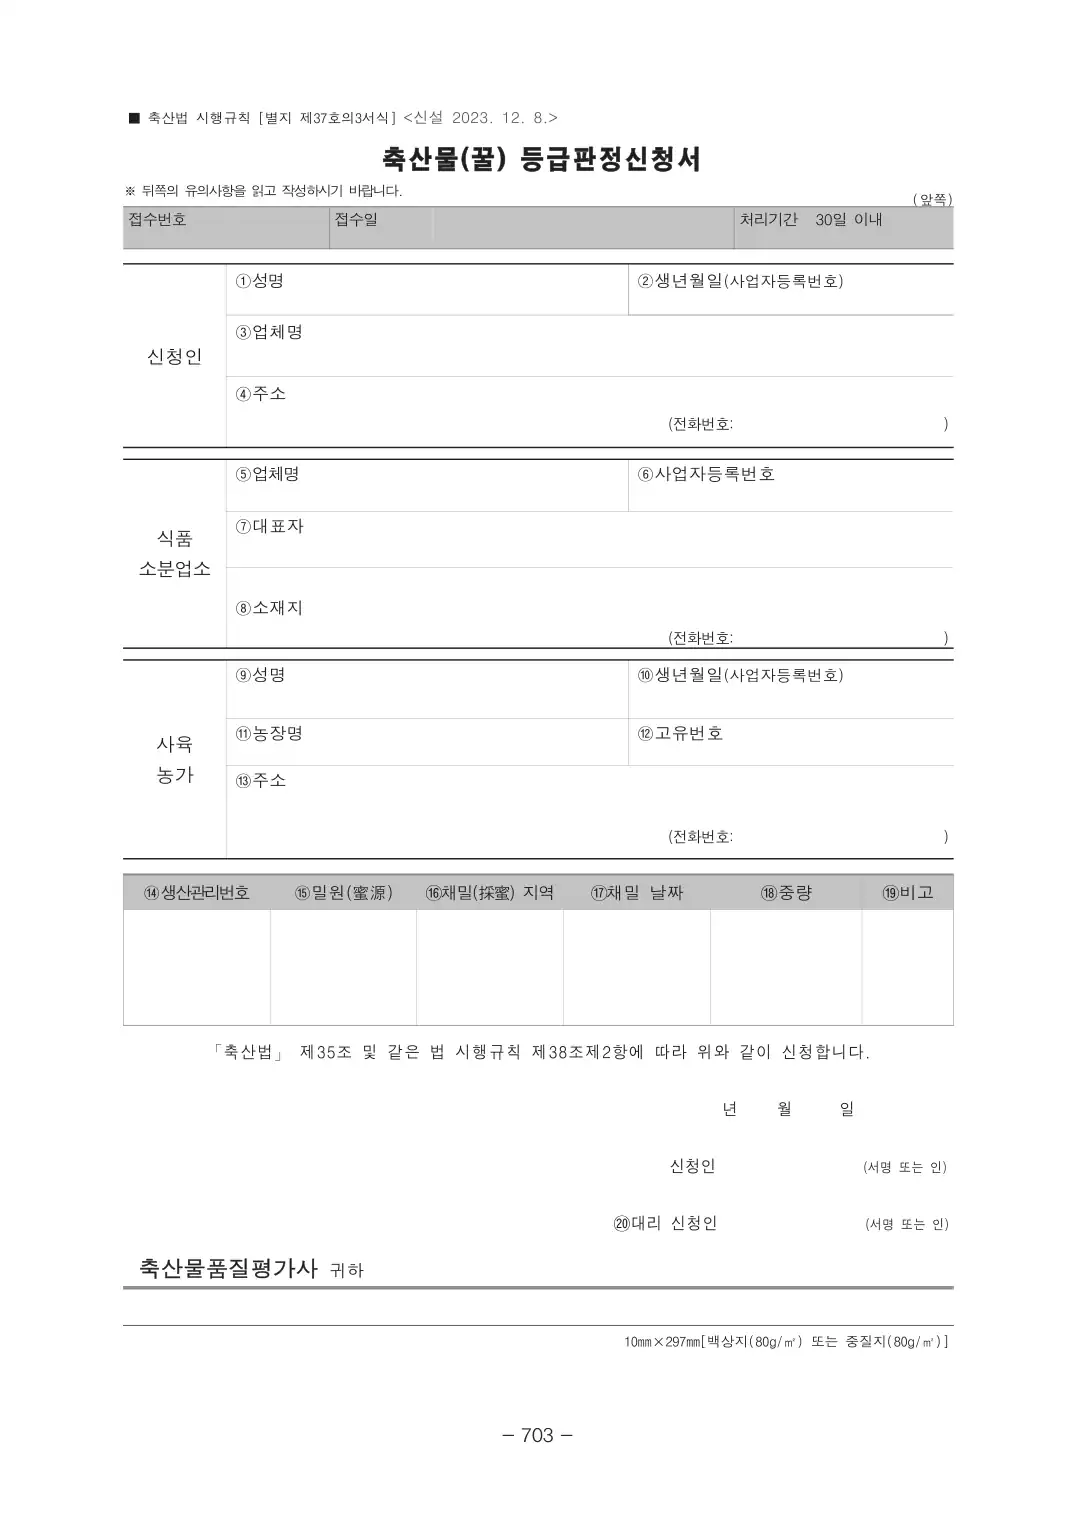 ■ 축산법 시행규칙 [별지 제37호의3서식] <신설 2023. 12. 8.>
축산물(꿀) 등급판정신청서
※ 뒤쪽의 유의사항을 읽고 작성하시기 바랍니다.
(앞쪽)
접수번호 접수일 처리기간 30일 이내
①성명 ②생년월일(사업자등록번호)
③업체명
신청인
④주소
(전화번호: )
⑤업체명 ⑥사업자등록번호
⑦대표자
식품
소분업소
⑧소재지
(전화번호: )
⑨성명 ⑩생년월일(사업자등록번호)
⑪농장명 ⑫고유번호
사육
농가
⑬주소
(전화번호: )
⑭생산관리번호 ⑮밀원(蜜源) ⑯채밀(採蜜) 지역 ⑰채밀 날짜 ⑱중량 ⑲비고
「축산법」 제35조 및 같은 법 시행규칙 제38조제2항에 따라 위와 같이 신청합니다.
년 월 일
신청인 (서명 또는 인)
⑳대리 신청인 (서명 또는 인)
축산물품질평가사 귀하
10㎜×297㎜[백상지(80g/㎡) 또는 중질지(80g/㎡)]
- 703 -